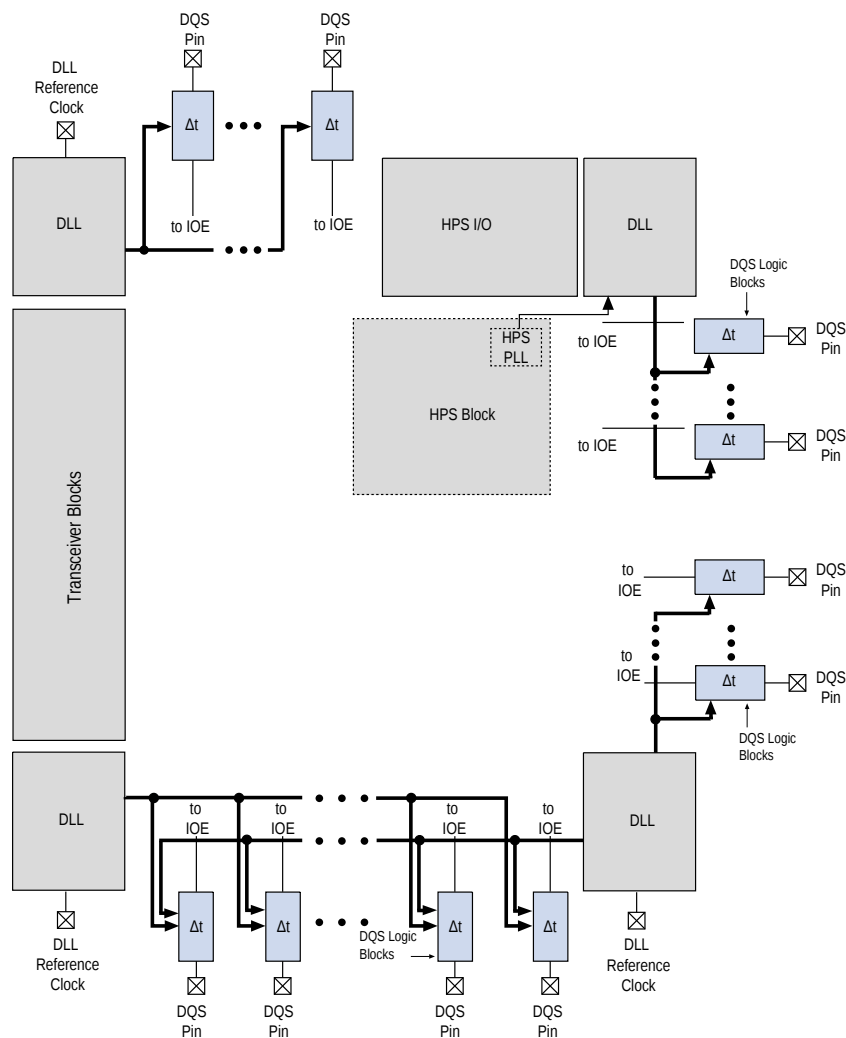 DQS
Pin
DQS
Pin
DLL
Reference
Clock
Δt
Δt
DLL
to IOE
to IOE
HPS I/O
DLL
DQS Logic
Blocks
HPS
PLL
to IOE
Δt
DQS
Pin
HPS Block
to IOE
Δt
DQS
Pin
Transceiver Blocks
to
IOE
Δt
DQS
Pin
to
IOE
Δt
DQS
Pin
DQS Logic
Blocks
DLL
to
IOE
to
IOE
to
IOE
to
IOE
DLL
Δt
Δt
Δt
Δt
DQS Logic
Blocks
DLL
Reference
Clock
DLL
Reference
Clock
DQS
Pin
DQS
Pin
DQS
Pin
DQS
Pin